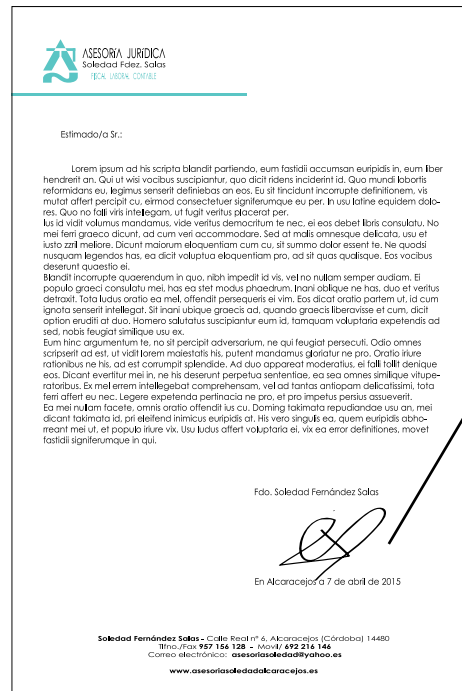 ASESORÍA JURÍDICA
Soledad Fdez. Salas
FISCAL LABORAL CONTABLE
Estimado/a Sr.:
Lorem ipsum ad his scripta blandit partiendo, eum fastidii accumsan euripidis in, eum liber
hendrerit an. Qui ut wisi vocibus suscipiantur, quo dicit ridens inciderint id. Quo mundi lobortis
reformidans eu, legimus senserit definiebas an eos. Eu sit tincidunt incorrupte definitionem, vis
mutat affert percipit cu, eirmod consectetuer signiferumque eu per. In usu latine equidem dolo-
res. Quo no falli viris intellegam, ut fugit veritus placerat per.
Ius id vidit volumus mandamus, vide veritus democritum te nec, ei eos debet libris consulatu. No
mei ferri graeco dicunt, ad cum veri accommodare. Sed at malis omnesque delicata, usu et
iusto zzril meliore. Dicunt maiorum eloquentiam cum cu, sit summo dolor essent te. Ne quodsi
nusquam legendos has, ea dicit voluptua eloquentiam pro, ad sit quas qualisque. Eos vocibus
deserunt quaestio ei.
Blandit incorrupte quaerendum in quo, nibh impedit id vis, vel no nullam semper audiam. Ei
populo graeci consulatu mei, has ea stet modus phaedrum. Inani oblique ne has, duo et veritus
detraxit. Tota ludus oratio ea mel, offendit persequeris ei vim. Eos dicat oratio partem ut, id cum
ignota senserit intellegat. Sit inani ubique graecis ad, quando graecis liberavisse et cum, dicit
option eruditi at duo. Homero salutatus suscipiantur eum id, tamquam voluptaria expetendis ad
sed, nobis feugiat similique usu ex.
Eum hinc argumentum te, no sit percipit adversarium, ne qui feugiat persecuti. Odio omnes
scripserit ad est, ut vidit lorem maiestatis his, putent mandamus gloriatur ne pro. Oratio iriure
rationibus ne his, ad est corrumpit splendide. Ad duo appareat moderatius, ei falli tollit denique
eos. Dicant evertitur mei in, ne his deserunt perpetua sententiae, ea sea omnes similique vitupe-
ratoribus. Ex mel errem intellegebat comprehensam, vel ad tantas antiopam delicatissimi, tota
ferri affert eu nec. Legere expetenda pertinacia ne pro, et pro impetus persius assueverit.
Ea mei nullam facete, omnis oratio offendit ius cu. Doming takimata repudiandae usu an, mei
dicant takimata id, pri eleifend inimicus euripidis at. His vero singulis ea, quem euripidis abho-
rreant mei ut, et populo iriure vix. Usu ludus affert voluptaria ei, vix ea error definitiones, movet
fastidii signiferumque in qui.
Fdo. Soledad Fernández Salas
En Alcaracejos a 7 de abril de 2015
Soledad Fernández Salas - Calle Real nº 6, Alcaracejos (Córdoba) 14480
Tlfno./Fax 957 156 128 - Movil/ 692 216 146
Correo electrónico: asesoriasoledad@yahoo.es
www.asesoriasoledadalcaracejos.es